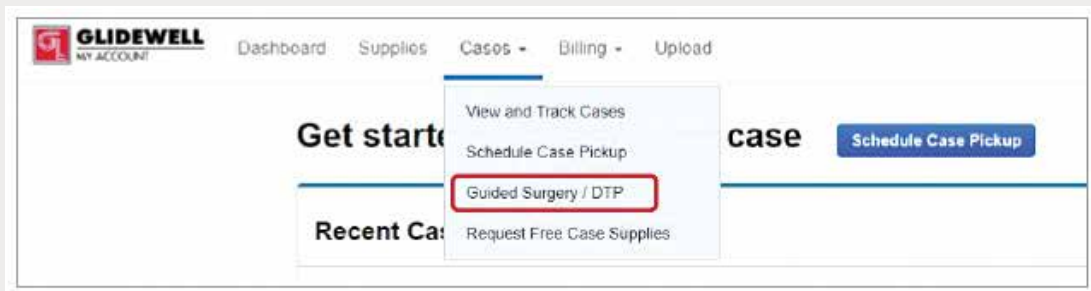 GLIDEWELL
MY ACCOUNT
Dashboard Supplies Cases Billing Upload
View and Track Cases
Get starte case Schedule Case Pickup
Schedule Case Pickup
Guided Surgery / DTP
Recent Cas
Request Free Case Supplies